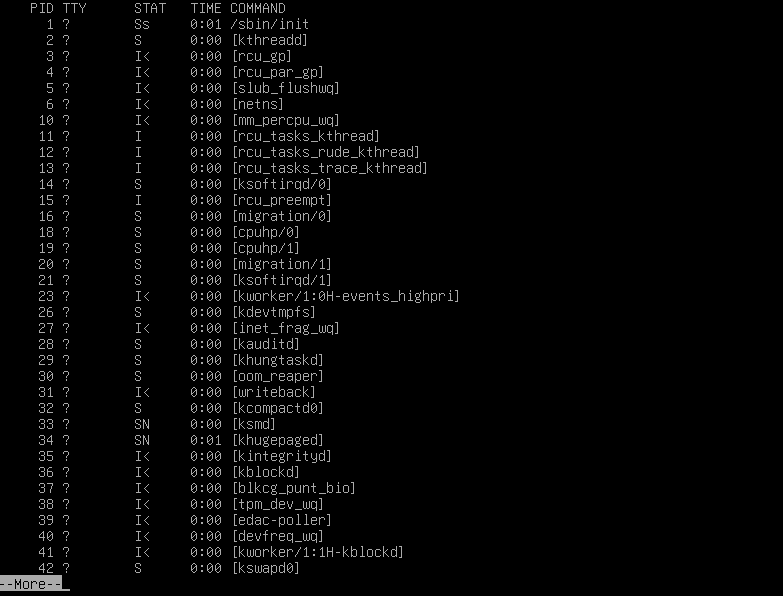 PID TTY STAT TIME COMMAND
1 ? Ss 0:01 /sbin/init
2 ? S 0:00 [kthreadd]
3 ? I< 0:00 [rcu_gp]
4 ? I< 0:00 [rcu_par_gp]
5 ? I< 0:00 [slub_flushwq]
6 ? I< 0:00 [netns]
10 ? I< 0:00 [mm_percpu_wq]
11 ? I 0:00 [rcu_tasks_kthread]
12 ? I 0:00 [rcu_tasks_rude_kthread]
13 ? I 0:00 [rcu_tasks_trace_kthread]
14 ? S 0:00 [ksoftirqd/0]
15 ? I 0:00 [rcu_preempt]
16 ? S 0:00 [migration/0]
18 ? S 0:00 [cpuhp/0]
19 ? S 0:00 [cpuhp/1]
20 ? S 0:00 [migration/1]
21 ? S 0:00 [ksoftirqd/1]
23 ? I< 0:00 [kworker/1:0H-events_highpri]
26 ? S 0:00 [kdevtmpfs]
27 ? I< 0:00 [inet_frag_wq]
28 ? S 0:00 [kauditd]
29 ? S 0:00 [khungtaskd]
30 ? S 0:00 [oom_reaper]
31 ? I< 0:00 [writeback]
32 ? S 0:00 [kcompactd0]
33 ? SN 0:00 [ksmd]
34 ? SN 0:01 [khugepaged]
35 ? I< 0:00 [kintegrityd]
36 ? I< 0:00 [kblockd]
37 ? I< 0:00 [blkcg_punt_bio]
38 ? I< 0:00 [tpm_dev_wq]
39 ? I< 0:00 [edac-poller]
40 ? I< 0:00 [devfreq_wq]
41 ? I< 0:00 [kworker/1:1H-kblockd]
42 ? S 0:00 [kswapd0]
--More--